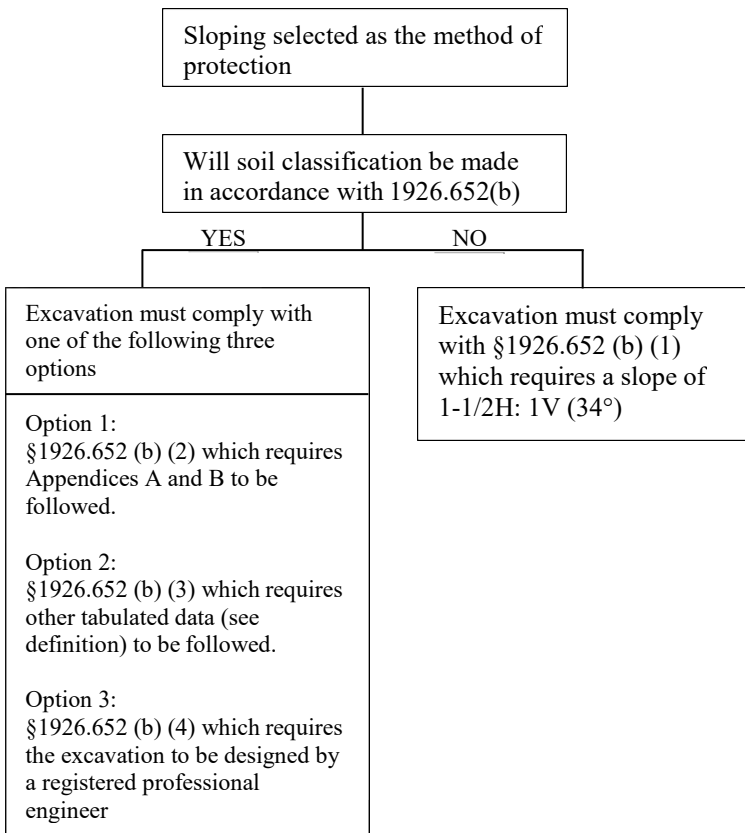 Sloping selected as the method of
protection
Will soil classification be made
in accordance with 1926.652(b)
YES
NO
Excavation must comply with
one of the following three
options
Option 1:
§1926.652 (b) (2) which requires
Appendices A and B to be
followed.
Option 2:
§1926.652 (b) (3) which requires
other tabulated data (see
definition) to be followed.
Option 3:
§1926.652 (b) (4) which requires
the excavation to be designed by
a registered professional
engineer
Excavation must comply
with §1926.652 (b) (1)
which requires a slope of
1-1/2H: 1V (34°)